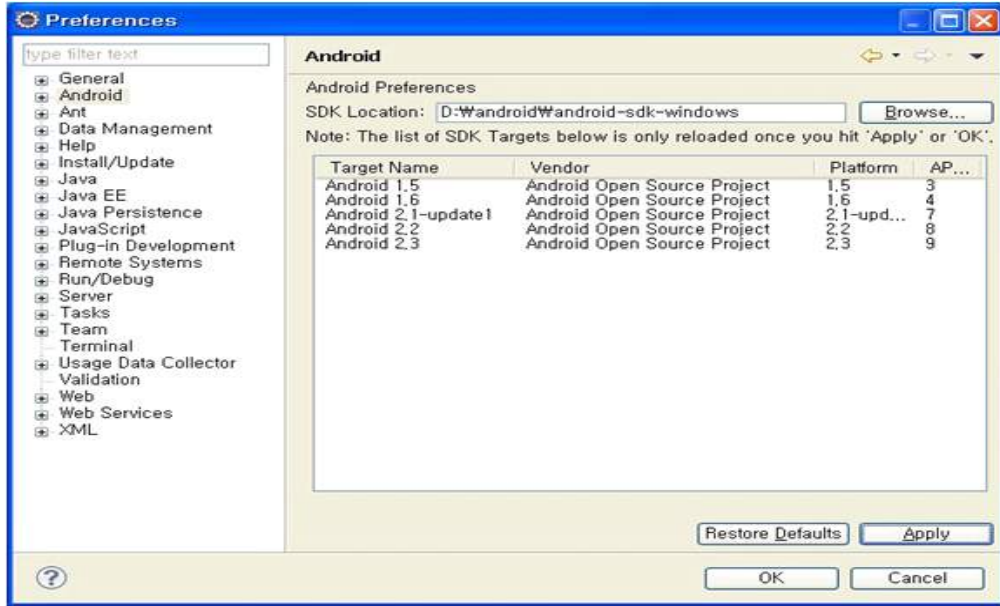 Preferences
type filter text
General
Android
Ant
Data Management
Help
Install/Update
Java
Java EE
Java Persistence
JavaScript
Plug-in Development
Remote Systems
Run/Debug
Server
Tasks
Team
Terminal
Usage Data Collector
Validation
Web
Web Services
XML
Android
Android Preferences
SDK Location: D:₩android₩android-sdk-windows Browse...
Note: The list of SDK Targets below is only reloaded once you hit 'Apply' or 'OK'.
Target Name Vendor Platform AP...
Android 1.5 Android Open Source Project 1.5 3
Android 1.6 Android Open Source Project 1.6 4
Android 2.1-update1 Android Open Source Project 2.1-upd... 7
Android 2.2 Android Open Source Project 2.2 8
Android 2.3 Android Open Source Project 2.3 9
Restore Defaults Apply
? OK Cancel